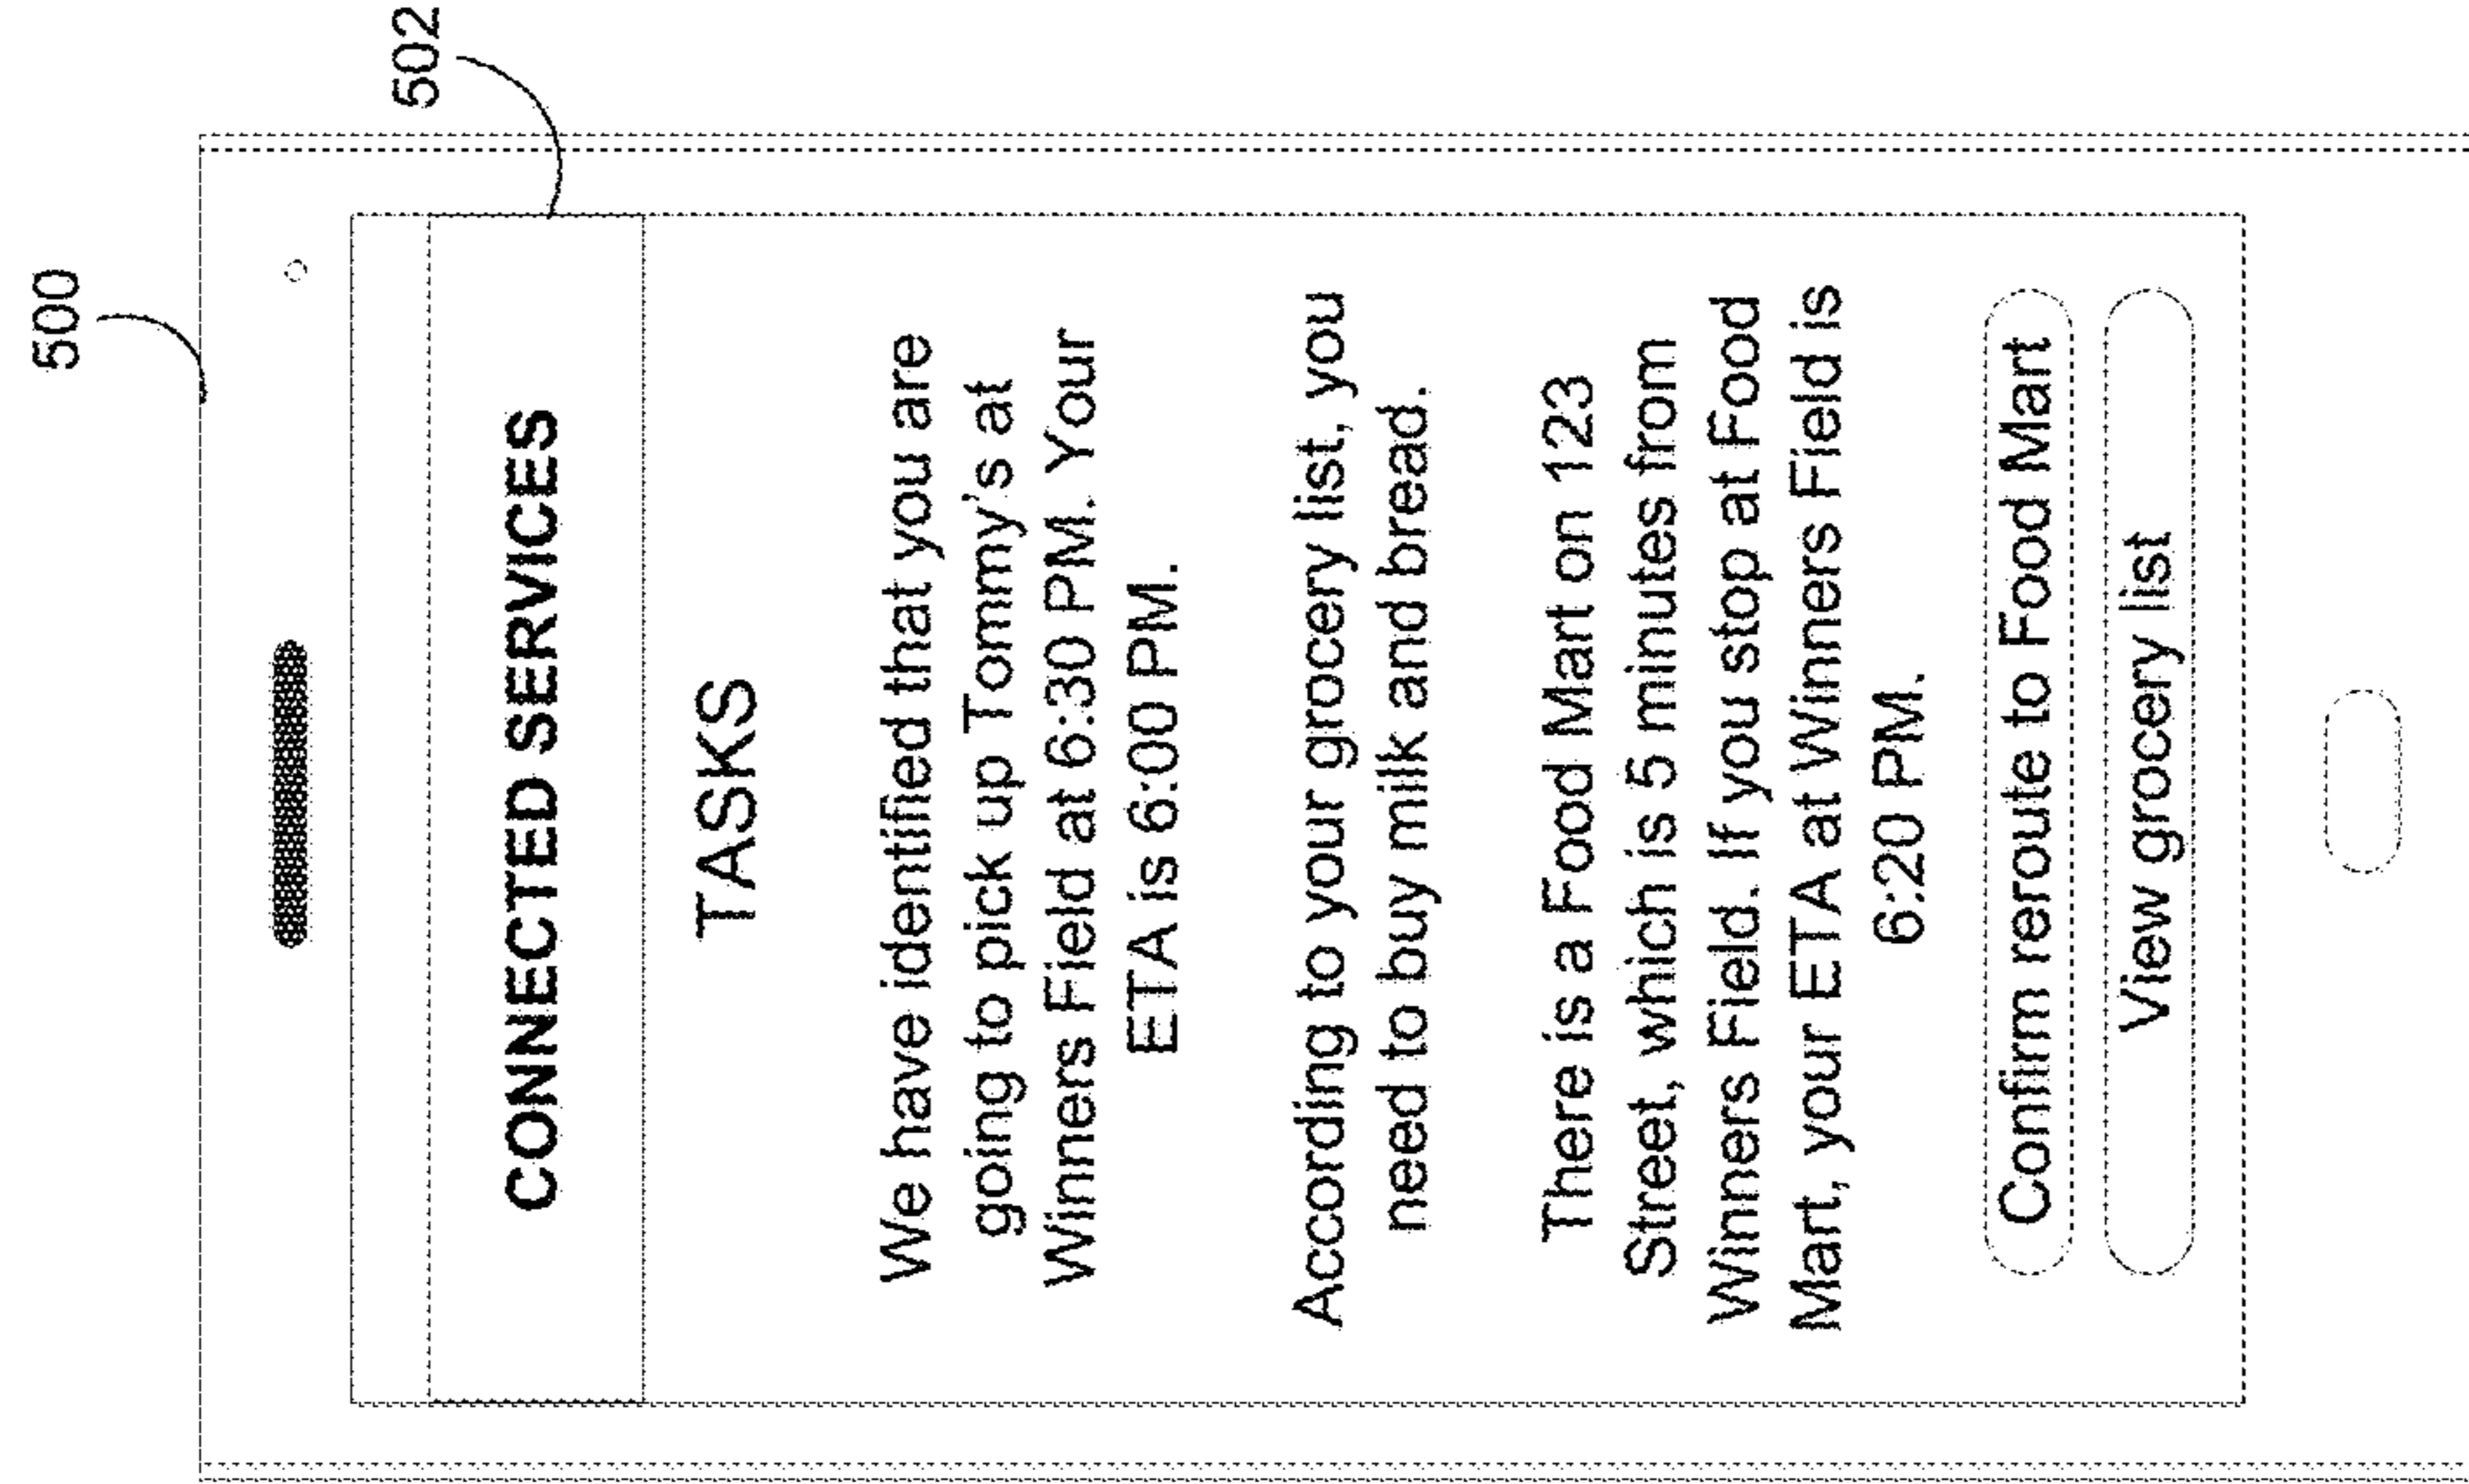 500
502
CONNECTED SERVICES
TASKS
We have identified that you are
going to pick up Tommy's at
Winners Field at 6:30 PM. Your
ETA is 6:00 PM.
According to your grocery list, you
need to buy milk and bread.
There is a Food Mart on 123
Street, which is 5 minutes from
Winners Field. If you stop at Food
Mart, your ETA at Winners Field is
6:20 PM.
Confirm reroute to Food Mart
View grocery list